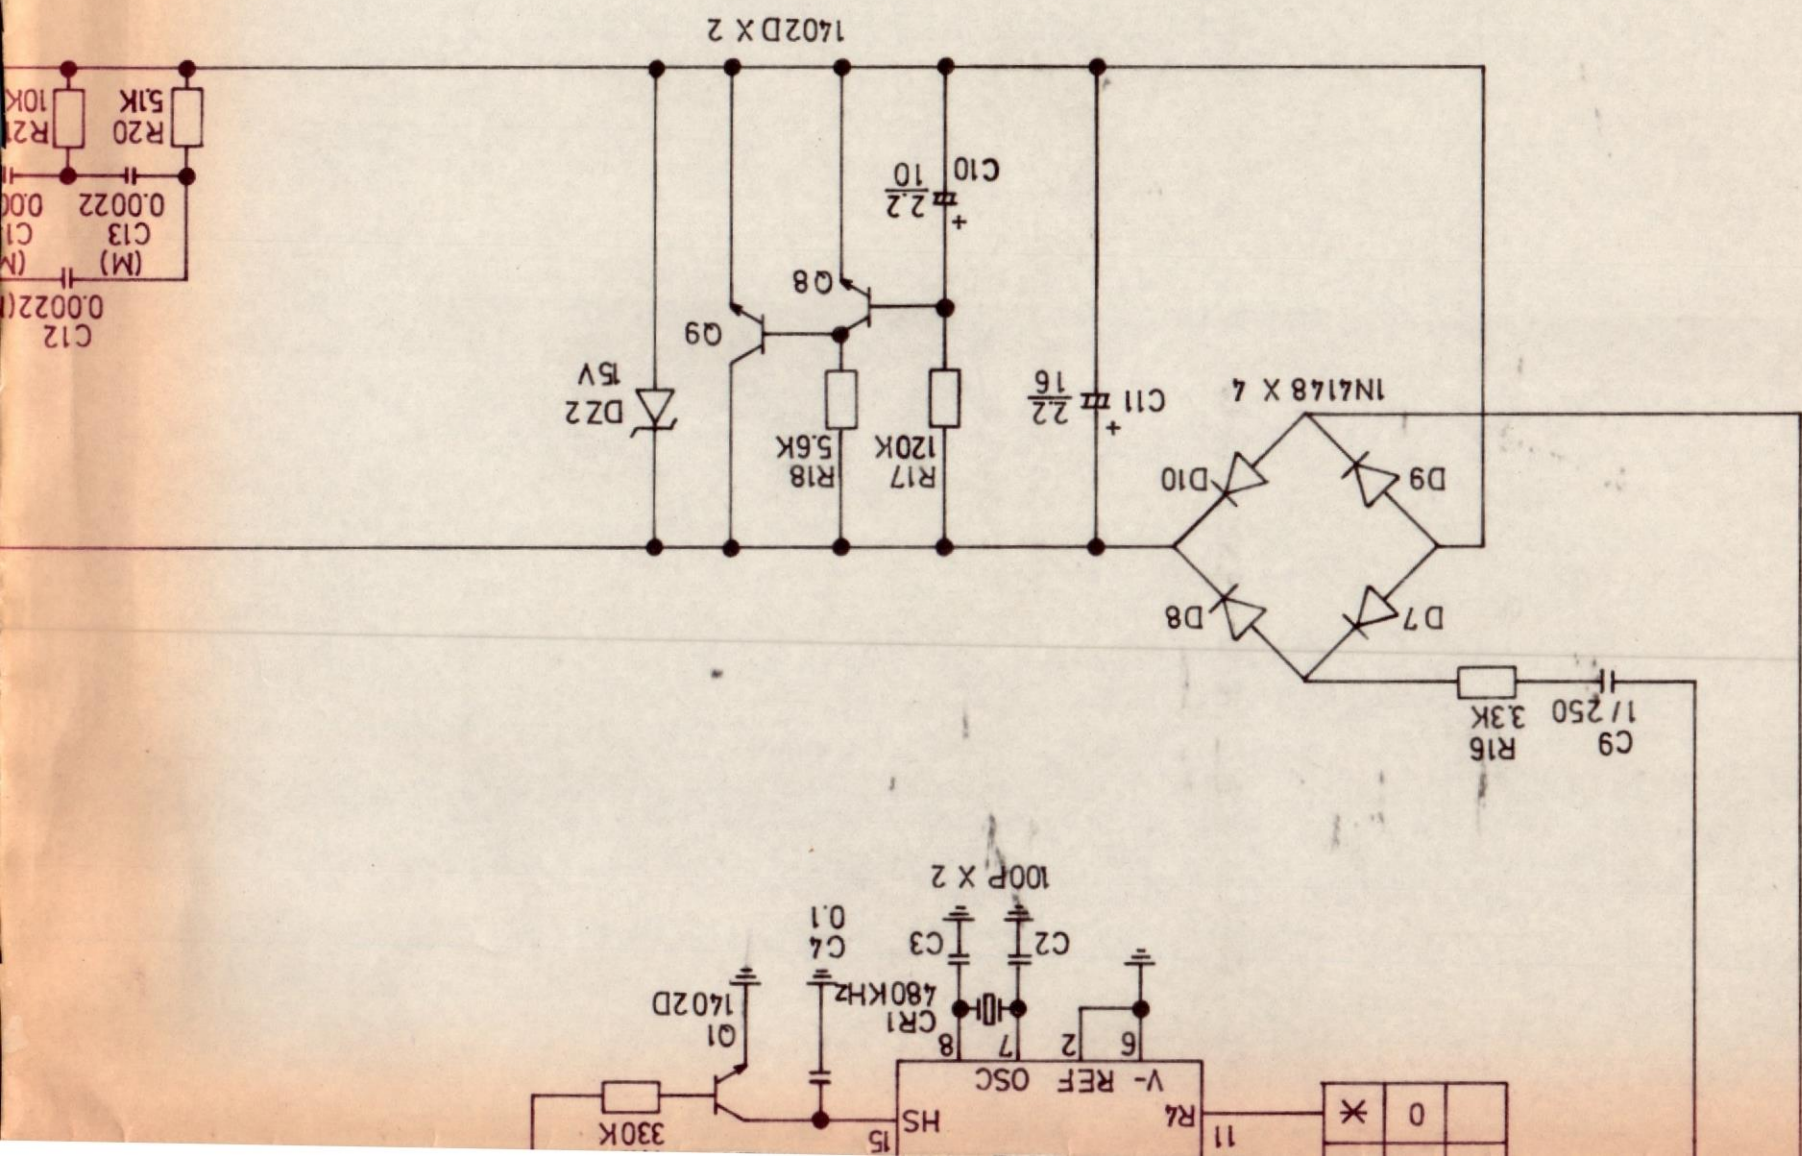 0
*
11
R4
HS
15
330K
V-
REF
OSC
6
2
7
8
CR1
480KHz
Q1
1402D
C2
C3
C4
0.1
100P X 2
C9
1/250
R16
3.3K
D7
D8
D9
D10
1N4148 X 4
C11
+
2.2
16
R17
120K
R18
5.6K
DZ2
15V
Q9
Q8
+
C10
2.2
10
1402D X 2
C12
0.0022
(M)
C13
0.0022
R20
5.1K
R21
10K